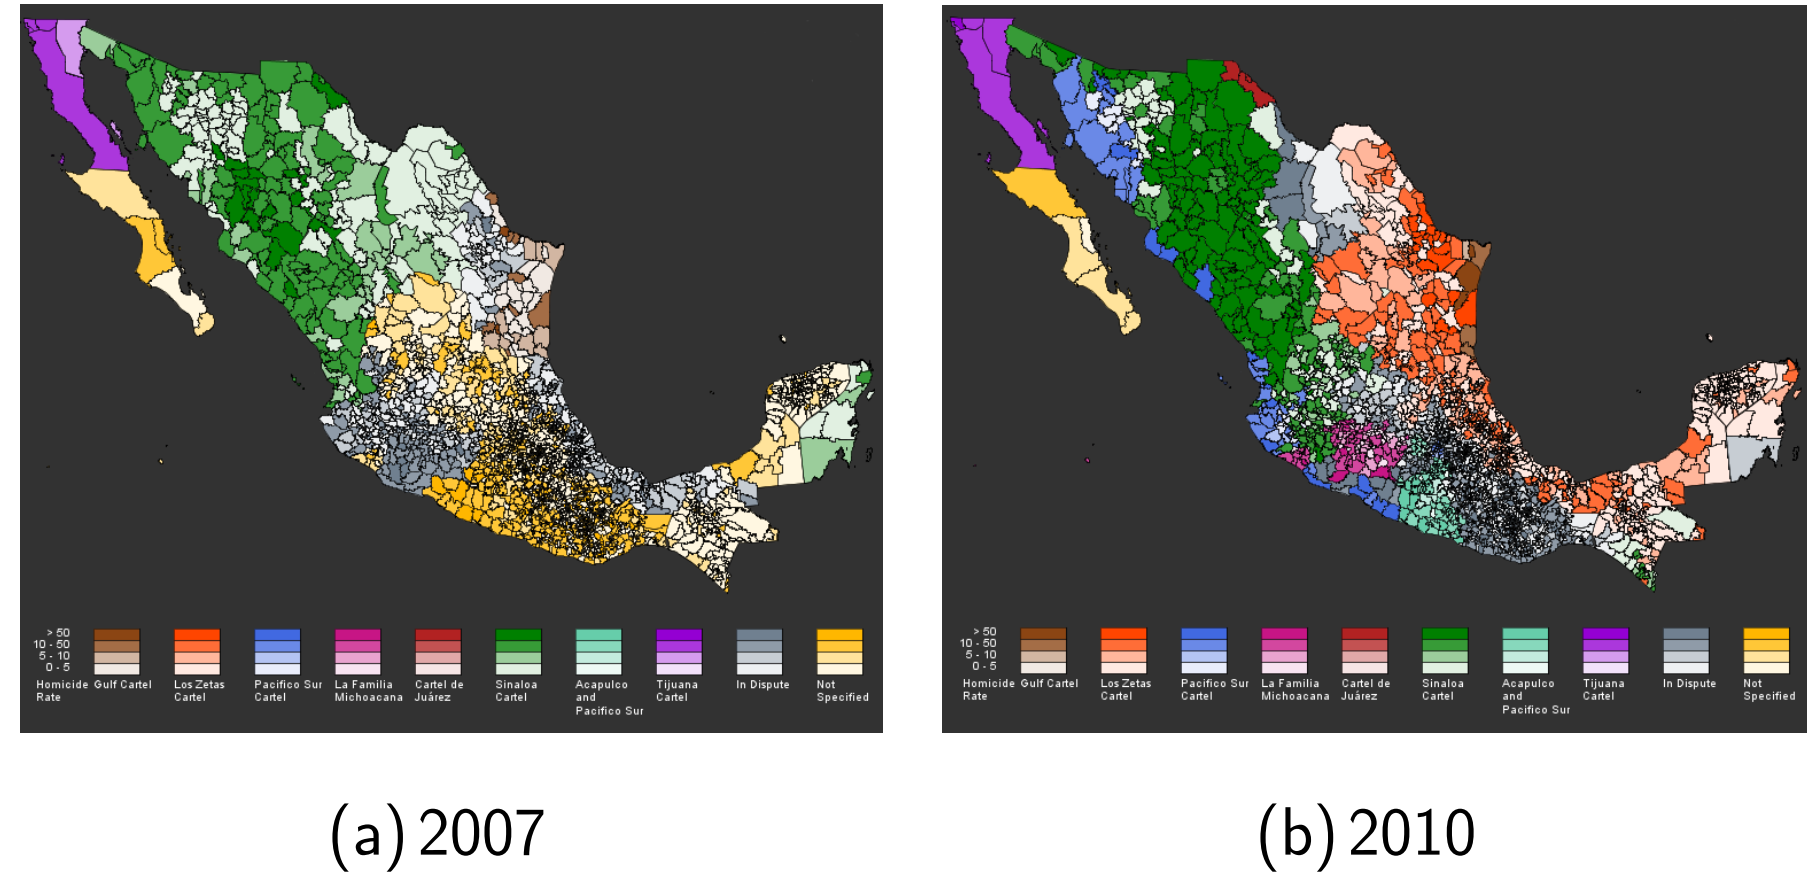 > 50
10 - 50
5 - 10
0 - 5
Homicide Gulf Cartel Los Zetas Pacifico Sur La Familia Cartel de Sinaloa Acapulco Tijuana In Dispute Not
Rate Cartel Cartel Michoacana Juárez Cartel and Cartel Specified
Pacifico Sur
> 50
10 - 50
5 - 10
0 - 5
Homicide Gulf Cartel Los Zetas Pacifico Sur La Familia Cartel de Sinaloa Acapulco Tijuana In Dispute Not
Rate Cartel Cartel Michoacana Juárez Cartel and Cartel Specified
Pacifico Sur
(a) 2007
(b) 2010